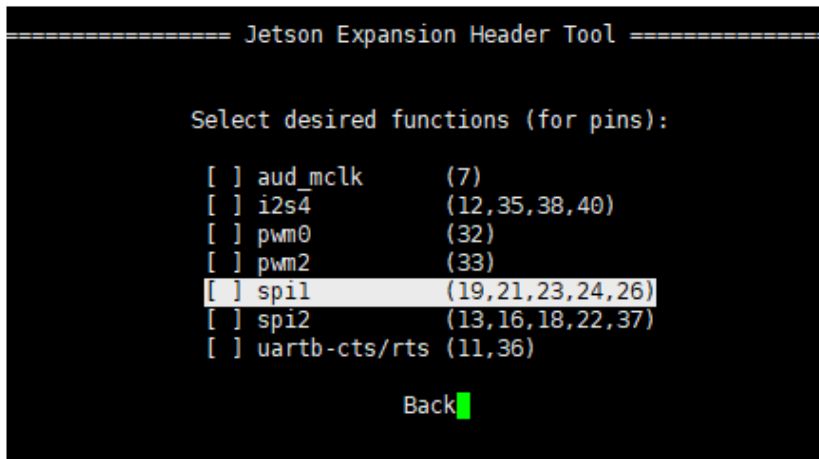 ================= Jetson Expansion Header Tool ===============
Select desired functions (for pins):
[ ] aud_mclk (7)
[ ] i2s4 (12,35,38,40)
[ ] pwm0 (32)
[ ] pwm2 (33)
[ ] spi1 (19,21,23,24,26)
[ ] spi2 (13,16,18,22,37)
[ ] uartb-cts/rts (11,36)
Back